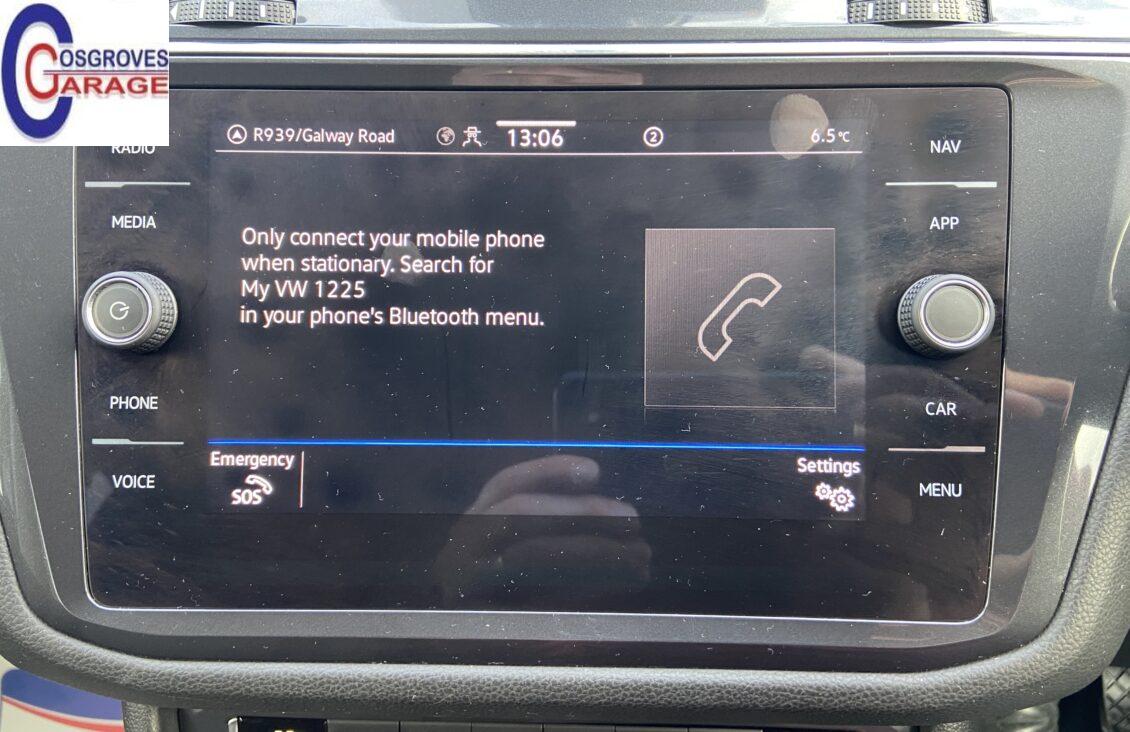 COSGROVES
GARAGE
RADIO
R939/Galway Road
13:06
2
6.5°C
NAV
MEDIA
APP
Only connect your mobile phone
when stationary. Search for
My VW 1225
in your phone's Bluetooth menu.
PHONE
CAR
Emergency
SOS
Settings
VOICE
MENU